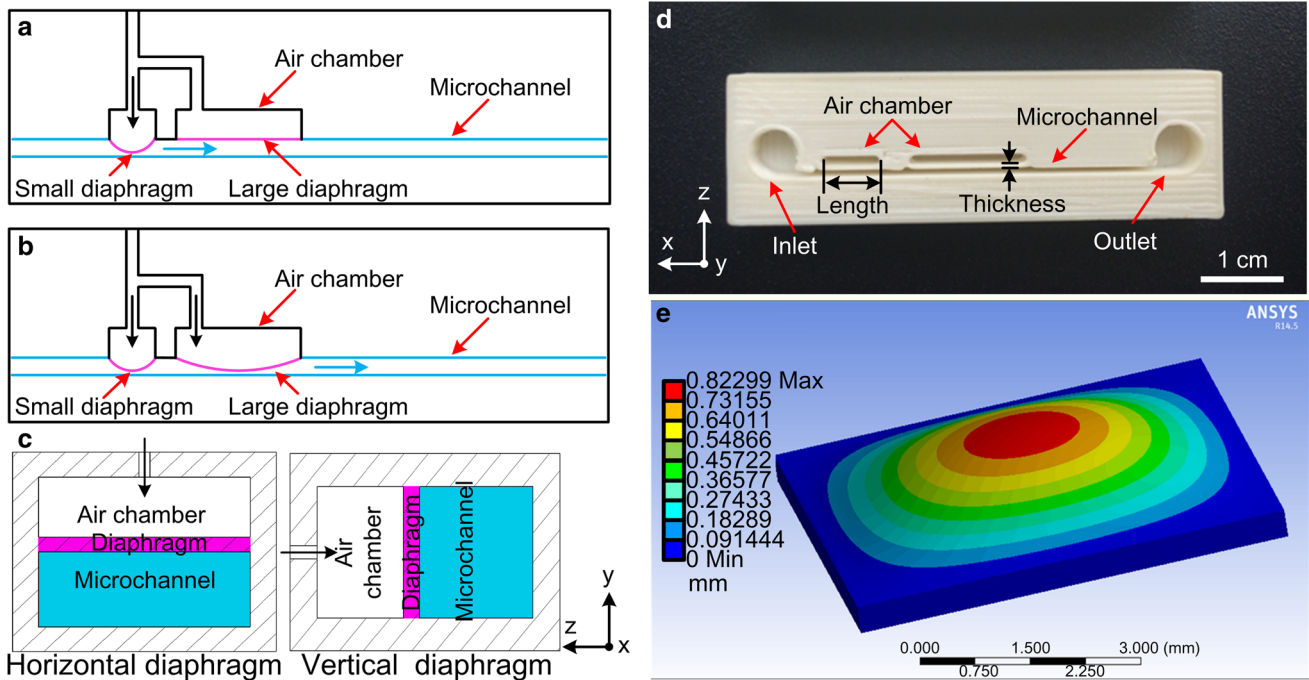 a
Air chamber
Microchannel
Small diaphragm
Large diaphragm
b
Air chamber
Microchannel
Small diaphragm
Large diaphragm
c
Air chamber
Diaphragm
Microchannel
Horizontal diaphragm
Air
chamber
Diaphragm
Microchannel
y
z
x
Vertical diaphragm
d
Air chamber
Microchannel
Length
Thickness
Inlet
Outlet
z
x
y
1 cm
e
ANSYS
R14.5
0.82299 Max
0.73155
0.64011
0.54866
0.45722
0.36577
0.27433
0.18289
0.091444
0 Min
mm
0.000
1.500
3.000 (mm)
0.750
2.250